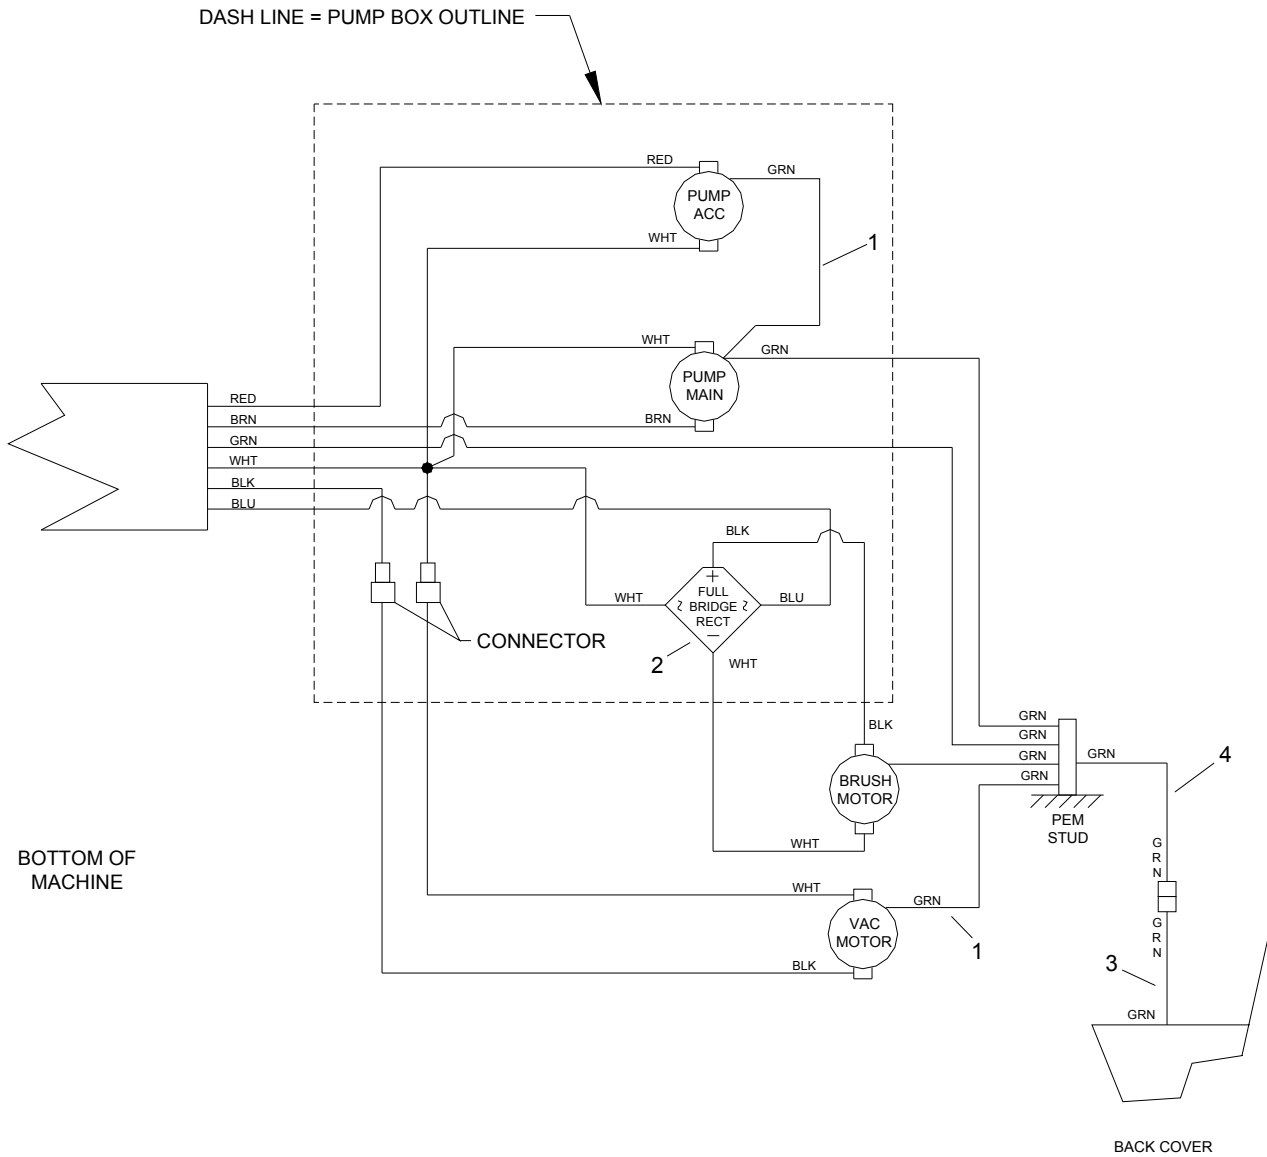 DASH LINE = PUMP BOX OUTLINE
RED
GRN
PUMP
ACC
WHT
1
WHT
GRN
PUMP
MAIN
RED
BRN
BRN
GRN
WHT
BLK
BLU
BLK
+
FULL
~ BRIDGE ~
RECT
–
WHT
BLU
CONNECTOR
2
WHT
BLK
GRN
GRN
GRN
GRN
GRN
4
BRUSH
MOTOR
PEM
STUD
WHT
G
R
N
BOTTOM OF
MACHINE
WHT
GRN
VAC
MOTOR
1
BLK
G
R
N
3
GRN
BACK COVER